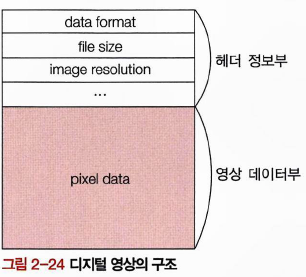 data format
file size
image resolution
...
헤더 정보부
pixel data
영상 데이터부
그림 2-24 디지털 영상의 구조